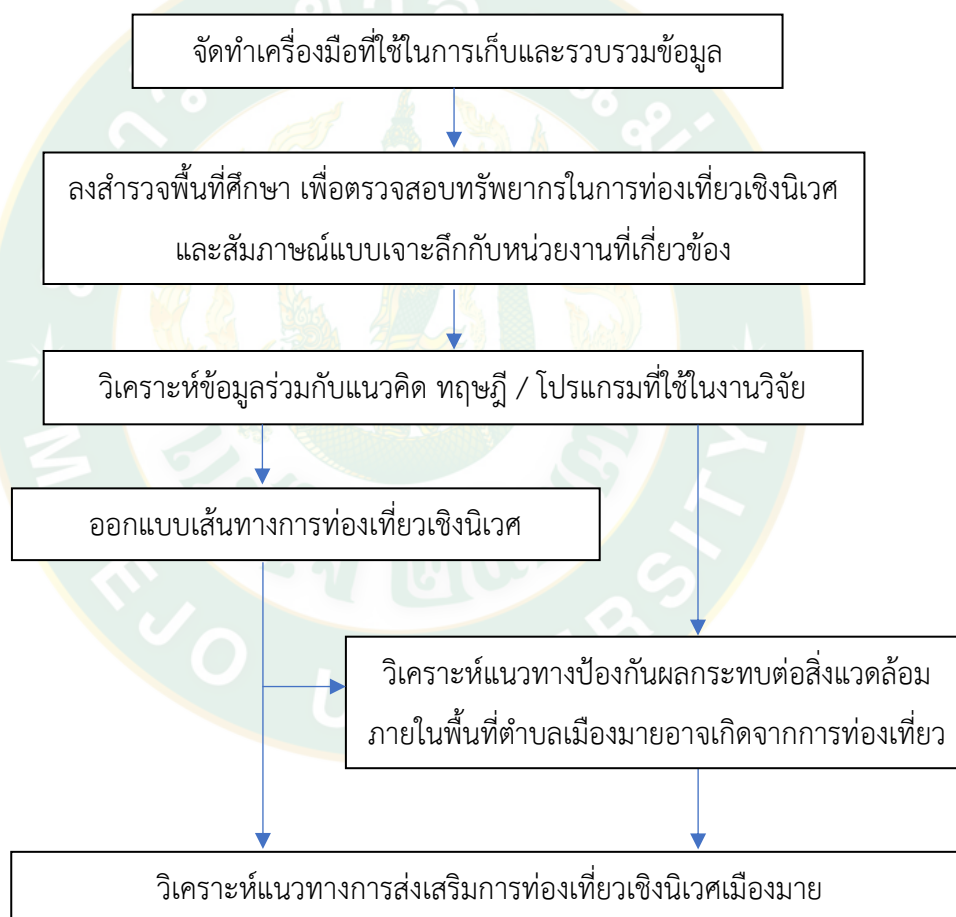 จัดทำเครื่องมือที่ใช้ในการเก็บและรวบรวมข้อมูล
ลงสำรวจพื้นที่ศึกษา เพื่อตรวจสอบทรัพยากรในการท่องเที่ยวเชิงนิเวศ
และสัมภาษณ์แบบเจาะลึกกับหน่วยงานที่เกี่ยวข้อง
วิเคราะห์ข้อมูลร่วมกับแนวคิด ทฤษฎี / โปรแกรมที่ใช้ในงานวิจัย
ออกแบบเส้นทางการท่องเที่ยวเชิงนิเวศ
วิเคราะห์แนวทางป้องกันผลกระทบต่อสิ่งแวดล้อม
ภายในพื้นที่ตำบลเมืองมายอาจเกิดจากการท่องเที่ยว
วิเคราะห์แนวทางการส่งเสริมการท่องเที่ยวเชิงนิเวศเมืองมาย